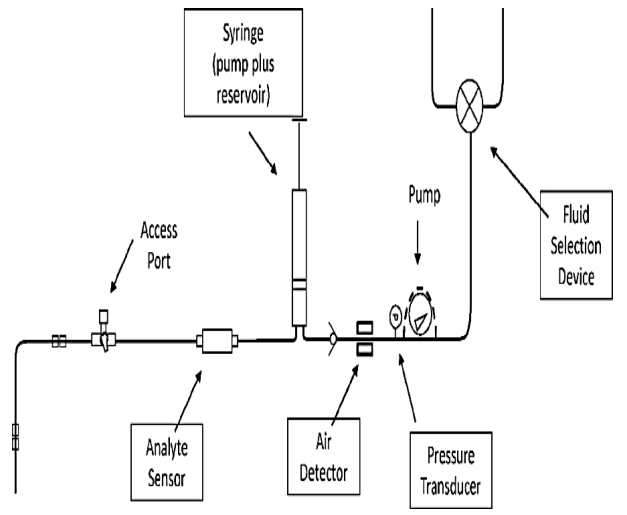 Syringe
(pump plus
reservoir)
Access
Port
Pump
Fluid
Selection
Device
P
Analyte
Sensor
Air
Detector
Pressure
Transducer